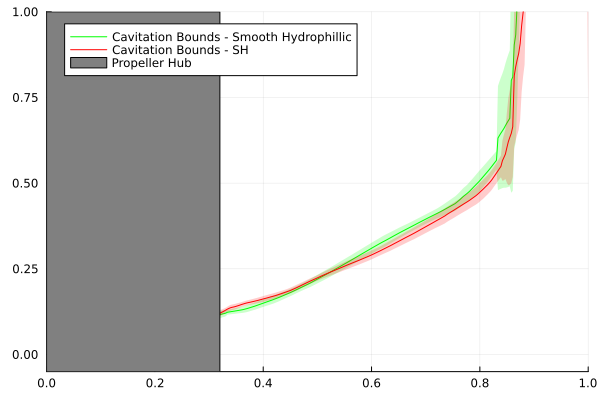 Cavitation Bounds - Smooth Hydrophillic
Cavitation Bounds - SH
Propeller Hub
1.00
0.75
0.50
0.25
0.00
0.0 0.2 0.4 0.6 0.8 1.0